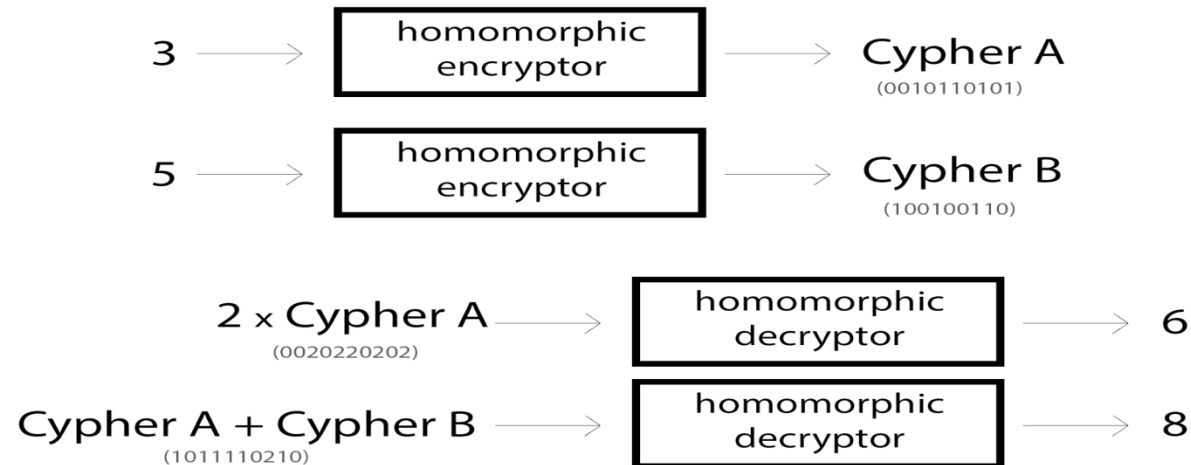 3 homomorphic encryptor Cypher A
(0010110101)
5 homomorphic encryptor Cypher B
(100100110)
2 x Cypher A homomorphic decryptor 6
(0020220202)
Cypher A + Cypher B homomorphic decryptor 8
(1011110210)